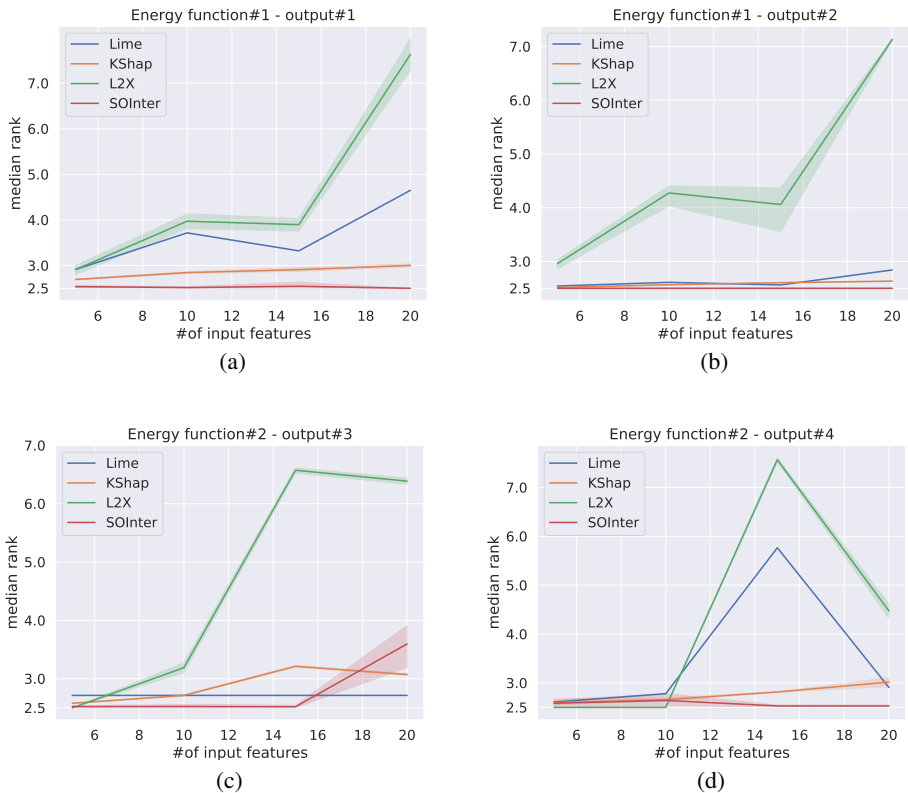 Energy function#1 - output#1
Lime
KShap
L2X
SOInter
7.0
6.0
5.0
4.0
3.0
2.5
median rank
6 8 10 12 14 16 18 20
#of input features
(a)
Energy function#1 - output#2
Lime
KShap
L2X
SOInter
7.0
6.0
5.0
4.0
3.0
2.5
median rank
6 8 10 12 14 16 18 20
#of input features
(b)
Energy function#2 - output#3
Lime
KShap
L2X
SOInter
7.0
6.0
5.0
4.0
3.0
2.5
median rank
6 8 10 12 14 16 18 20
#of input features
(c)
Energy function#2 - output#4
Lime
KShap
L2X
SOInter
7.0
6.0
5.0
4.0
3.0
2.5
median rank
6 8 10 12 14 16 18 20
#of input features
(d)